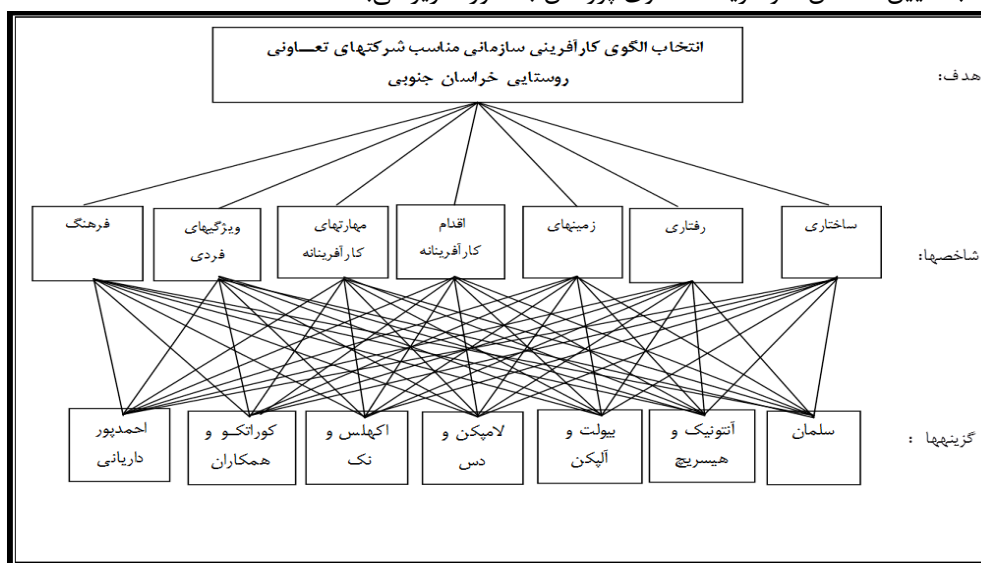 انتخاب الگوی کارآفرینی سازمانی مناسب شرکتهای تعـــاونی
روستایی خراسان جنوبی
هدف:
ساختاری
رفتاری
زمینهای
اقدام
کارآفرینانه
مهارتهای
کارآفرینانه
ویژگیهای
فردی
فرهنگ
شاخصها:
سلمان
آنتونیک و
هیسریچ
بیولت و
آلپکن
لامپکن و
دس
اکهلس و
نک
کوراتکـو و
همکاران
احمدپور
داریانی
گزینهها :